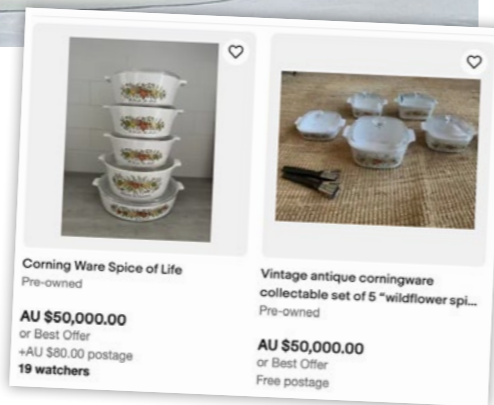 Corning Ware Spice of Life
Pre-owned
AU $50,000.00
or Best Offer
+AU $80.00 postage
19 watchers
Vintage antique corningware
collectable set of 5 "wildflower spi...
Pre-owned
AU $50,000.00
or Best Offer
Free postage